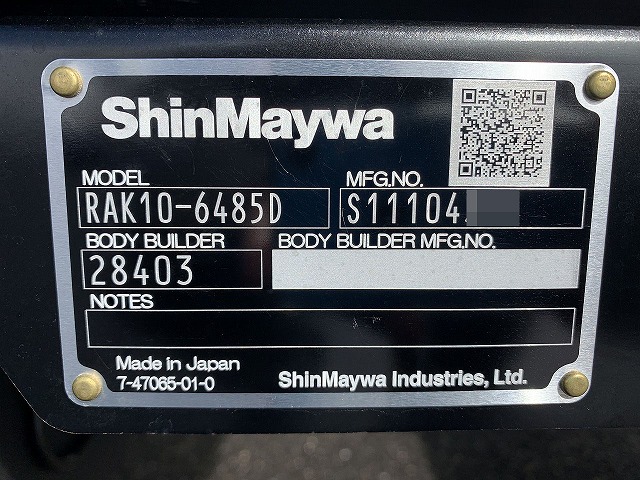 ShinMaywa
MODEL MFG.NO.
RAK10-6485D S11104
BODY BUILDER BODY BUILDER MFG.NO.
28403
NOTES
Made in Japan
7-47065-01-0 ShinMaywa Industries, Ltd.